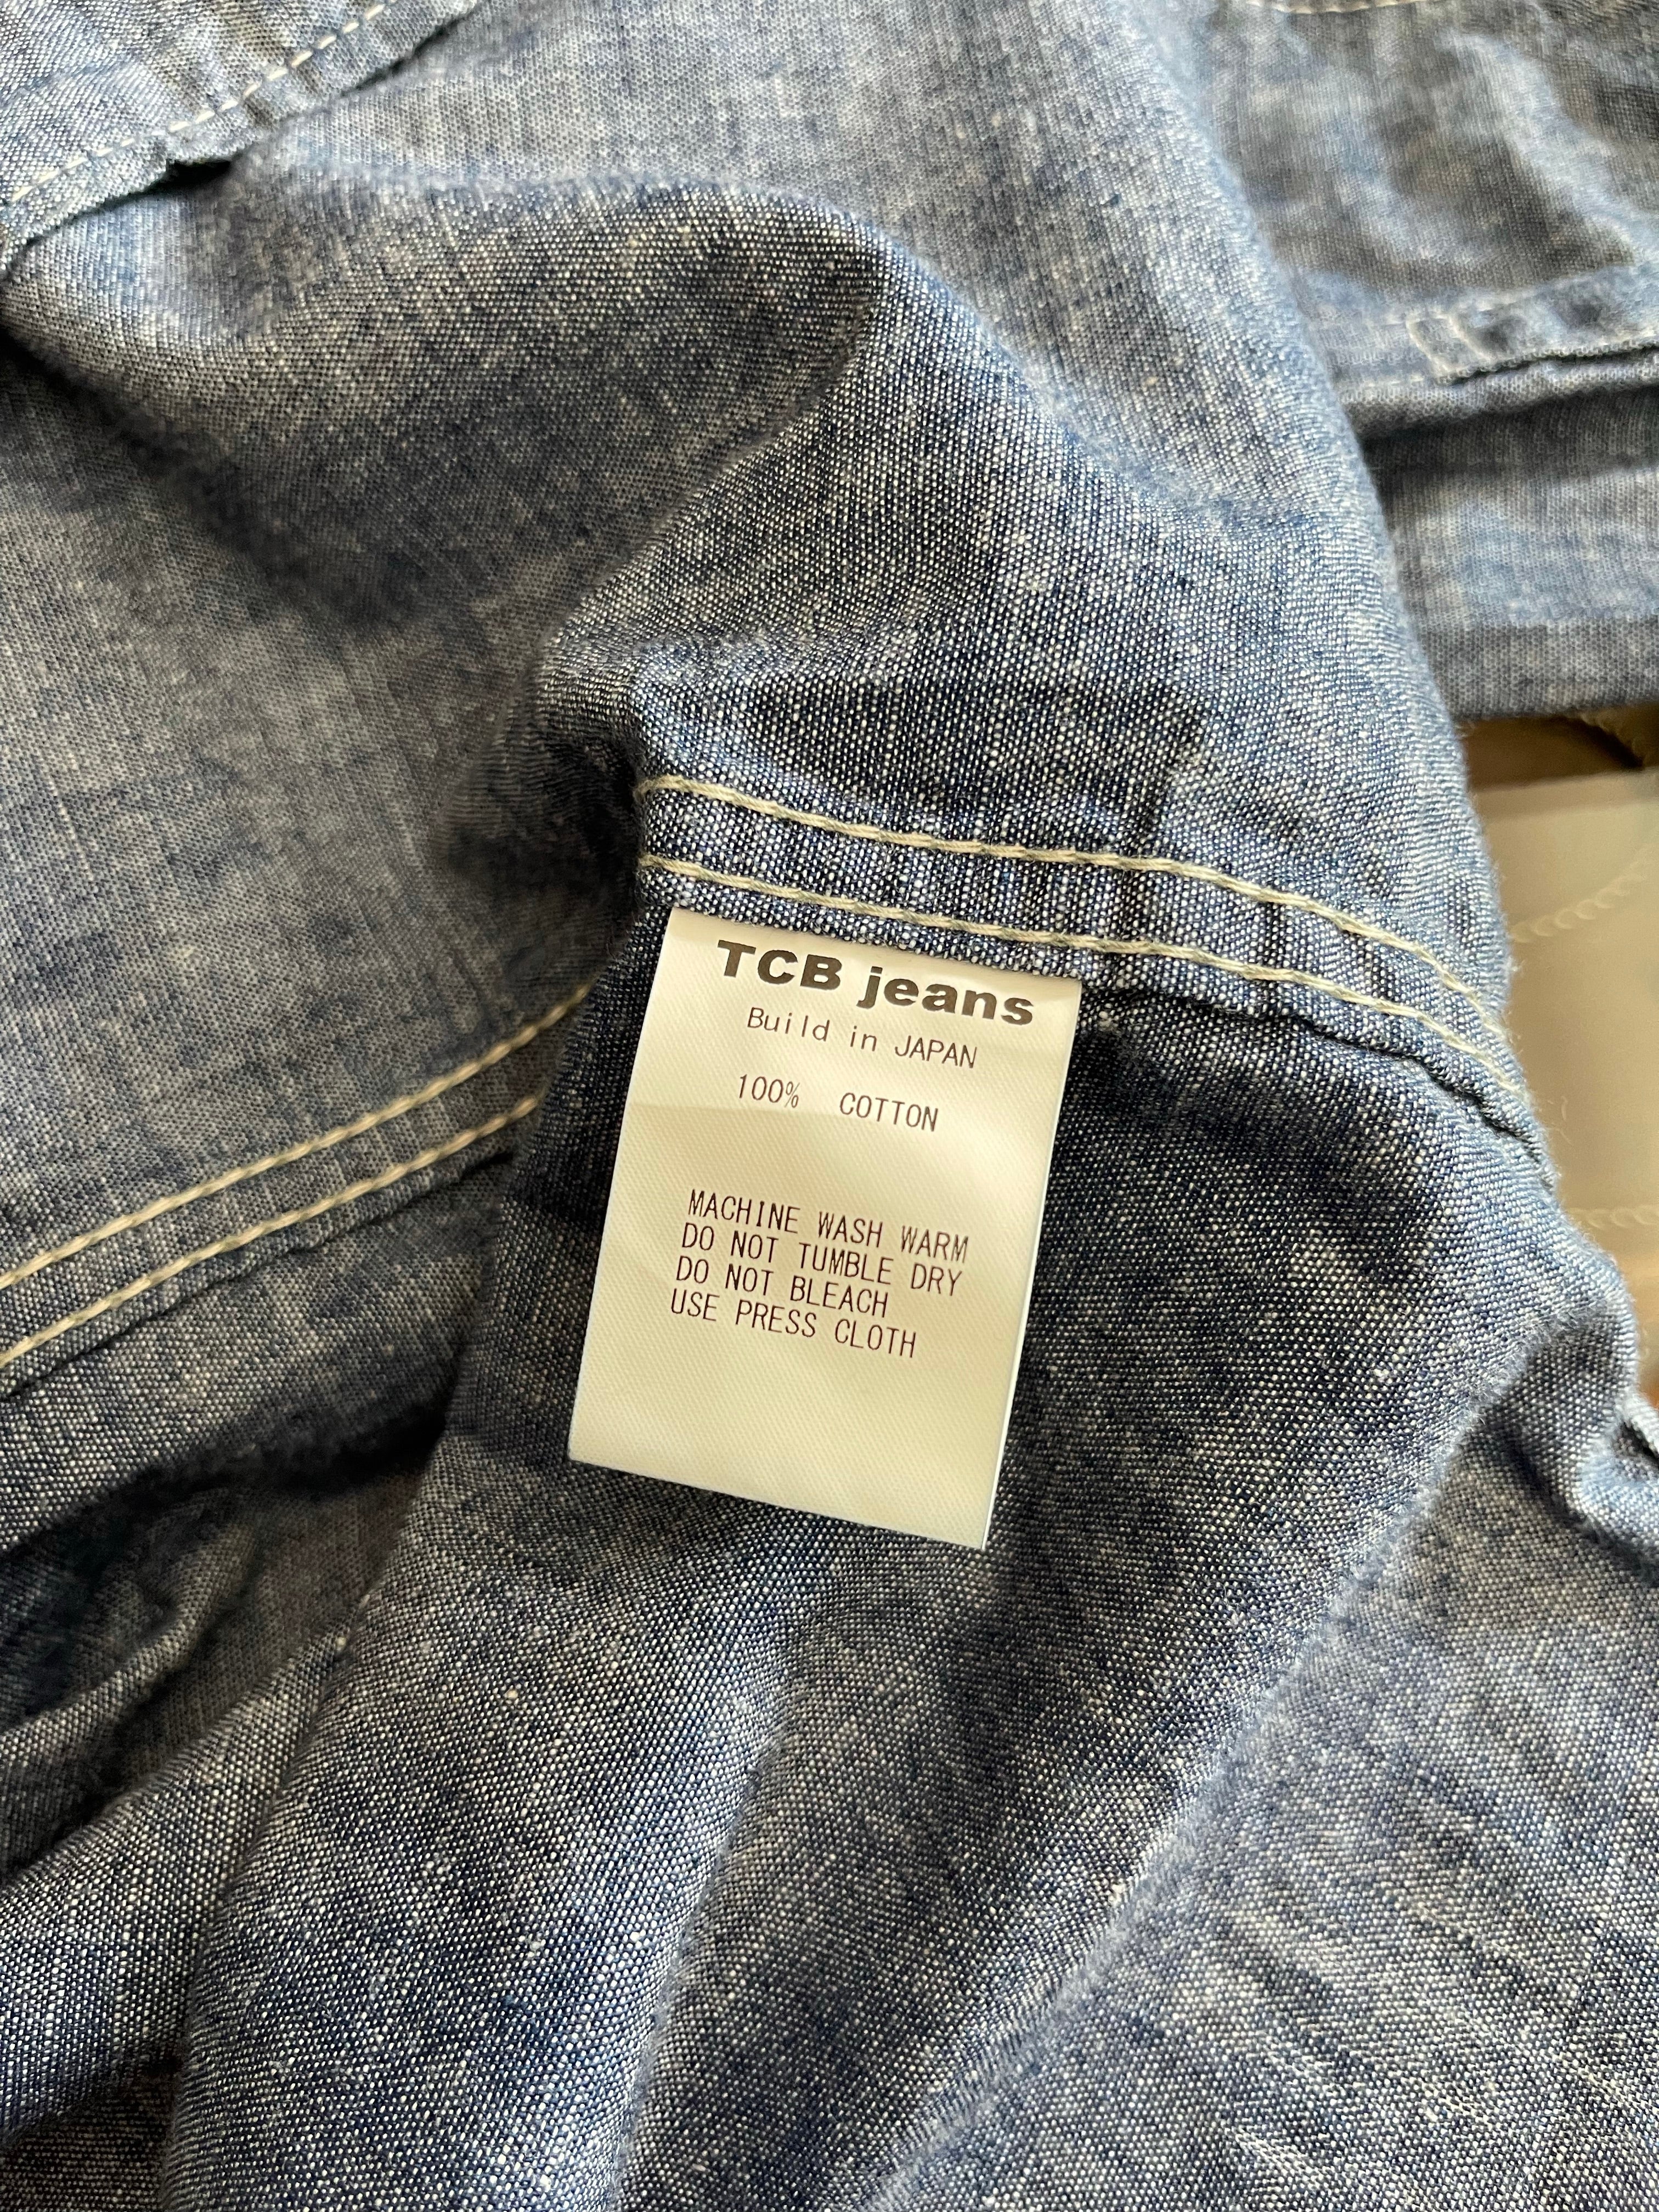 TCB jeans
Build in JAPAN
100% COTTON
MACHINE WASH WARM
DO NOT TUMBLE DRY
DO NOT BLEACH
USE PRESS CLOTH